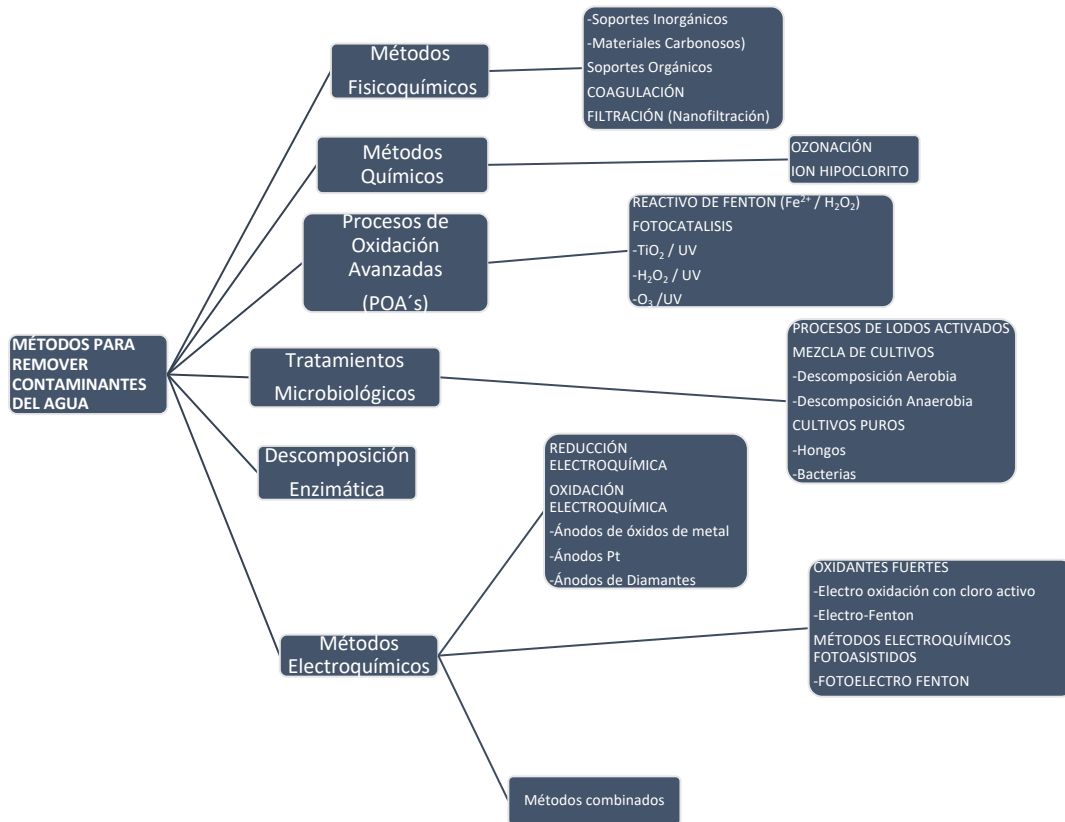 MÉTODOS PARA
REMOVER
CONTAMINANTES
DEL AGUA
Métodos
Fisicoquímicos
-Soportes Inorgánicos
-Materiales Carbonosos)
Soportes Orgánicos
COAGULACIÓN
FILTRACIÓN (Nanofiltración)
Métodos
Químicos
OZONACIÓN
ION HIPOCLORITO
Procesos de
Oxidación
Avanzadas
(POA´s)
REACTIVO DE FENTON (Fe²⁺ / H₂O₂)
FOTOCATALISIS
-TiO₂ / UV
-H₂O₂ / UV
-O₃ /UV
Tratamientos
Microbiológicos
PROCESOS DE LODOS ACTIVADOS
MEZCLA DE CULTIVOS
-Descomposición Aerobia
-Descomposición Anaerobia
CULTIVOS PUROS
-Hongos
-Bacterias
Descomposición
Enzimática
Métodos
Electroquímicos
REDUCCIÓN
ELECTROQUÍMICA
OXIDACIÓN
ELECTROQUÍMICA
-Ánodos de óxidos de metal
-Ánodos Pt
-Ánodos de Diamantes
OXIDANTES FUERTES
-Electro oxidación con cloro activo
-Electro-Fenton
MÉTODOS ELECTROQUÍMICOS
FOTOASISTIDOS
-FOTOELECTRO FENTON
Métodos combinados